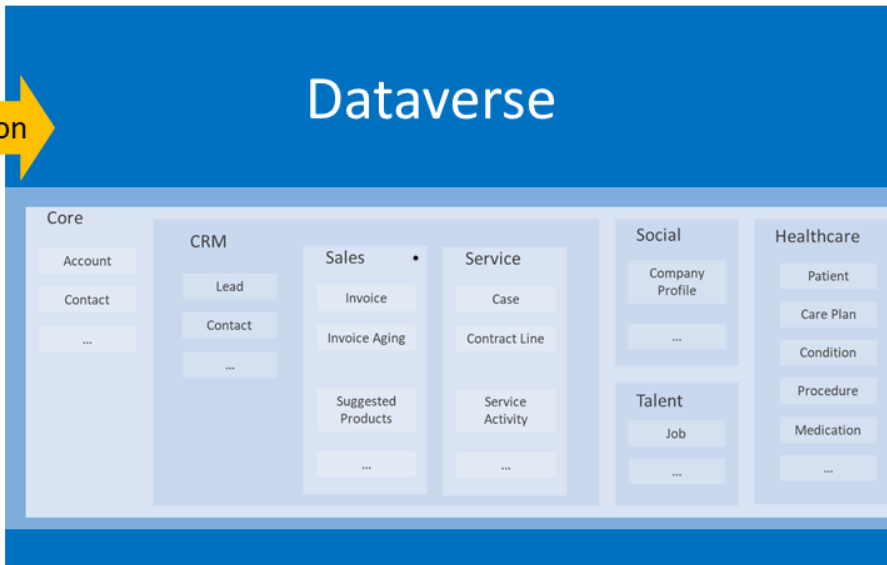 Dataverse
on
Core
Account
Contact
...
CRM
Lead
Contact
...
Sales
Invoice
Invoice Aging
Suggested
Products
...
Service
Case
Contract Line
Service
Activity
...
Social
Company
Profile
...
Talent
Job
...
Healthcare
Patient
Care Plan
Condition
Procedure
Medication
...